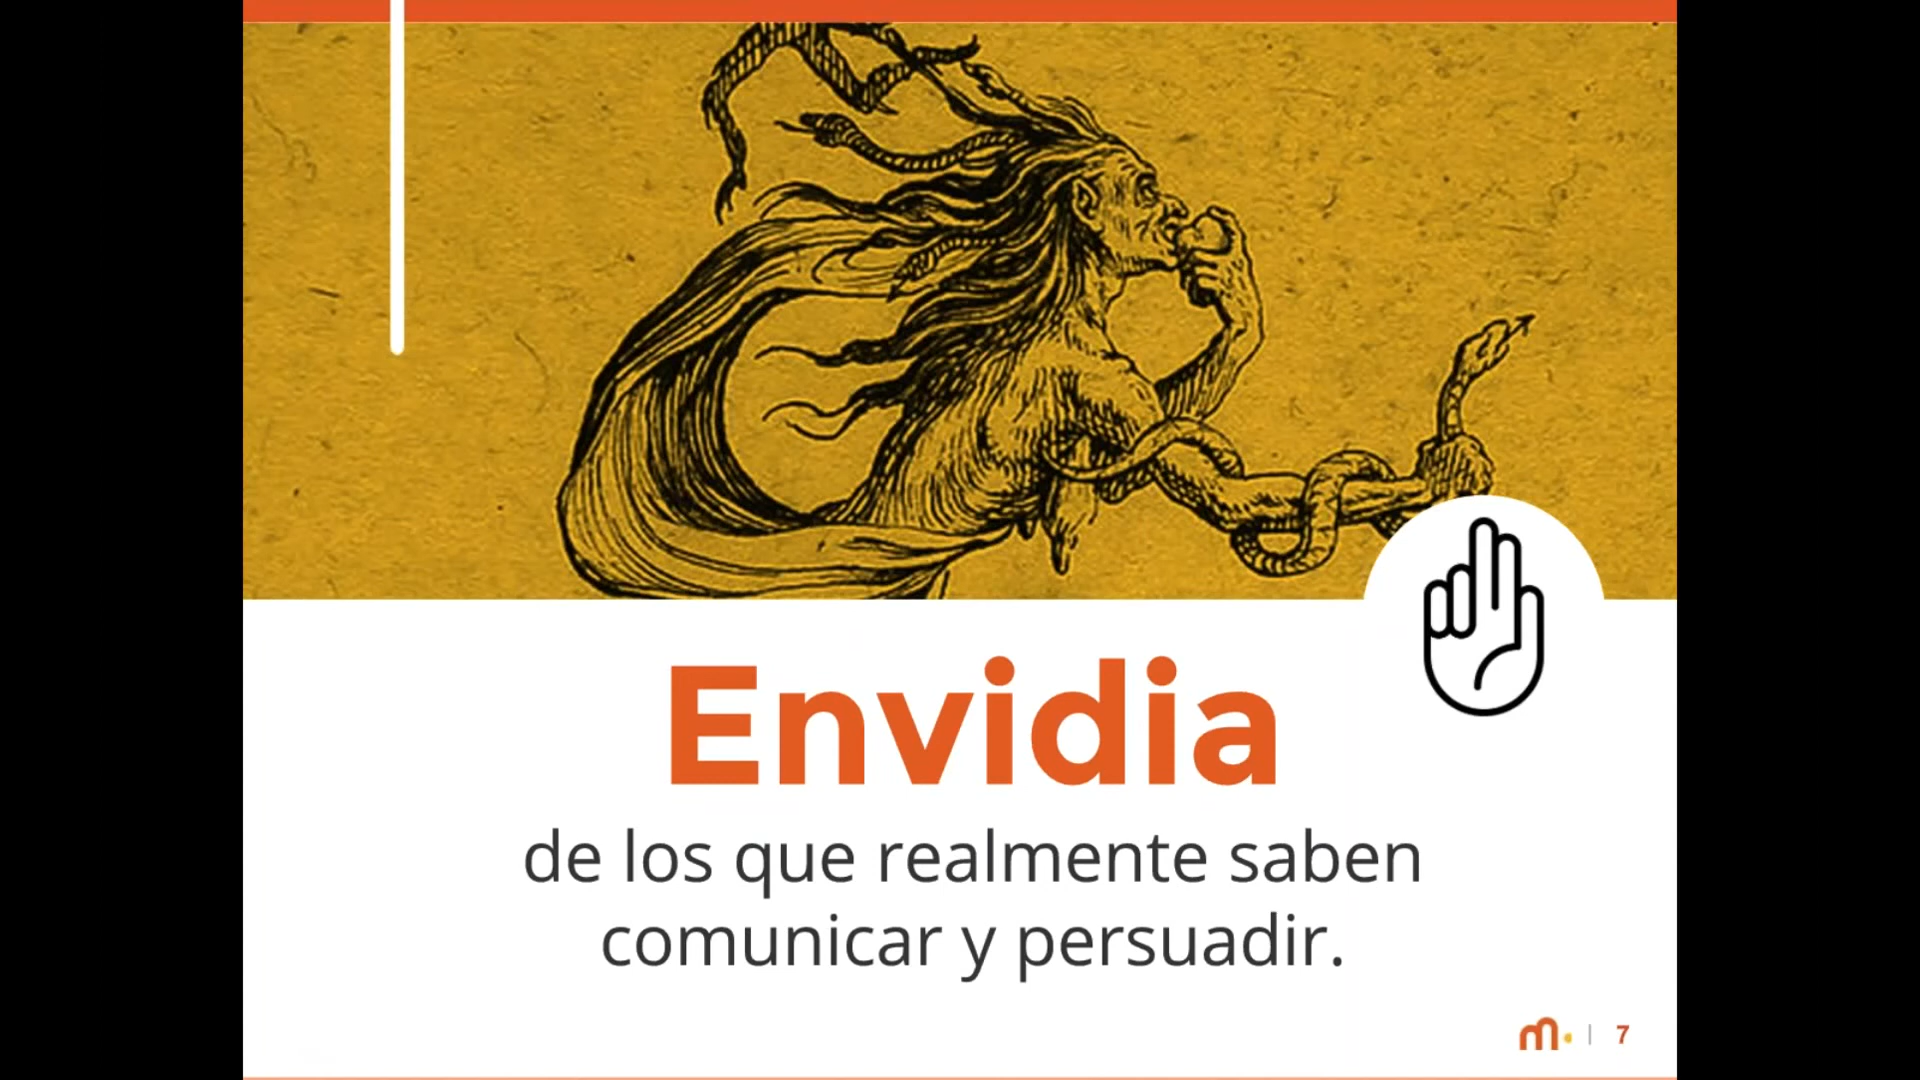 Envidia
de los que realmente saben
comunicar y persuadir.
m. | 7